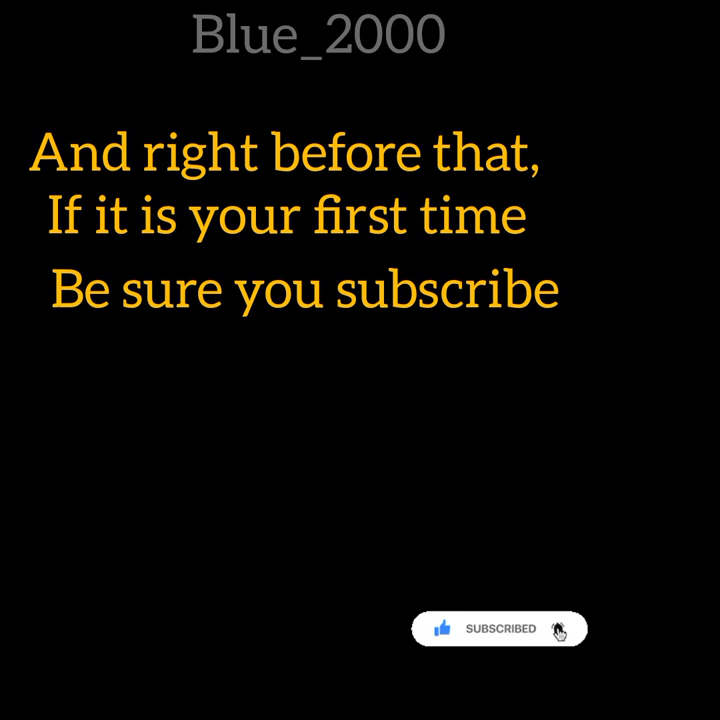 Blue_2000
And right before that,
If it is your first time
Be sure you subscribe
SUBSCRIBED